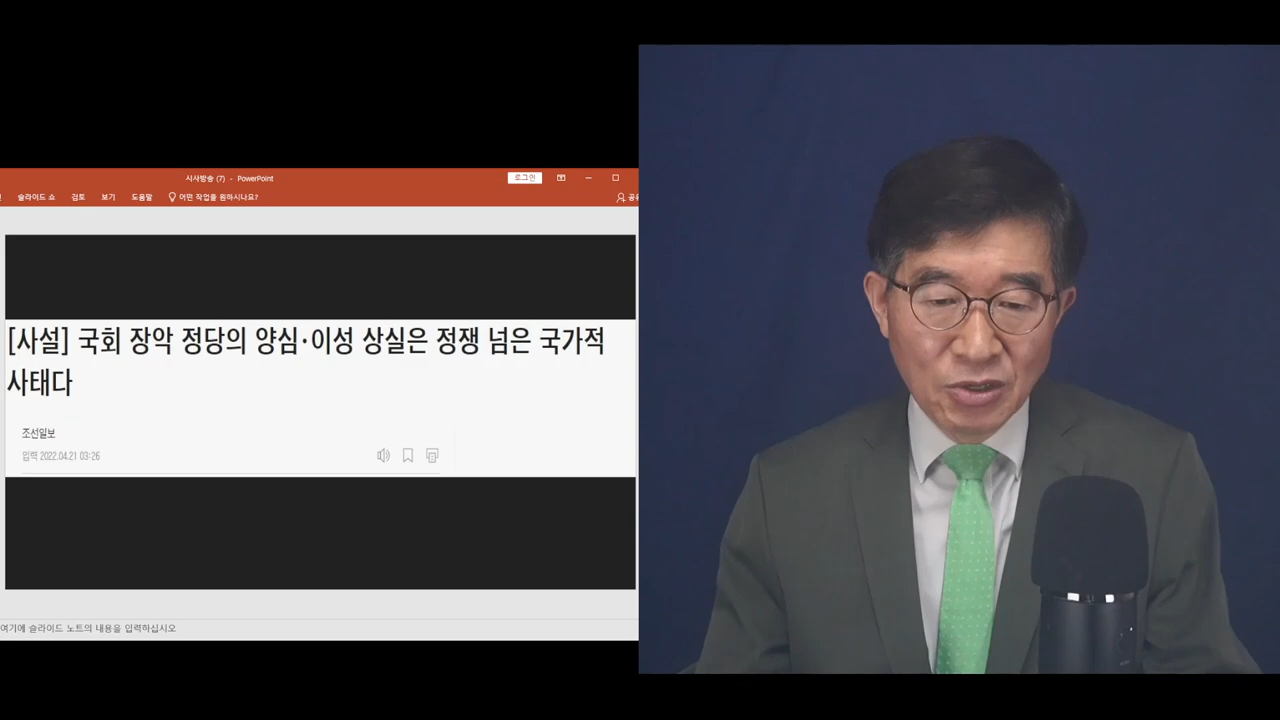 시사방송 (7) - PowerPoint
로그인
슬라이드 쇼 검토 보기 도움말 어떤 작업을 원하시나요?
[사설] 국회 장악 정당의 양심·이성 상실은 정쟁 넘은 국가적
사태다
조선일보
입력 2022.04.21 03:26
여기에 슬라이드 노트의 내용을 입력하십시오